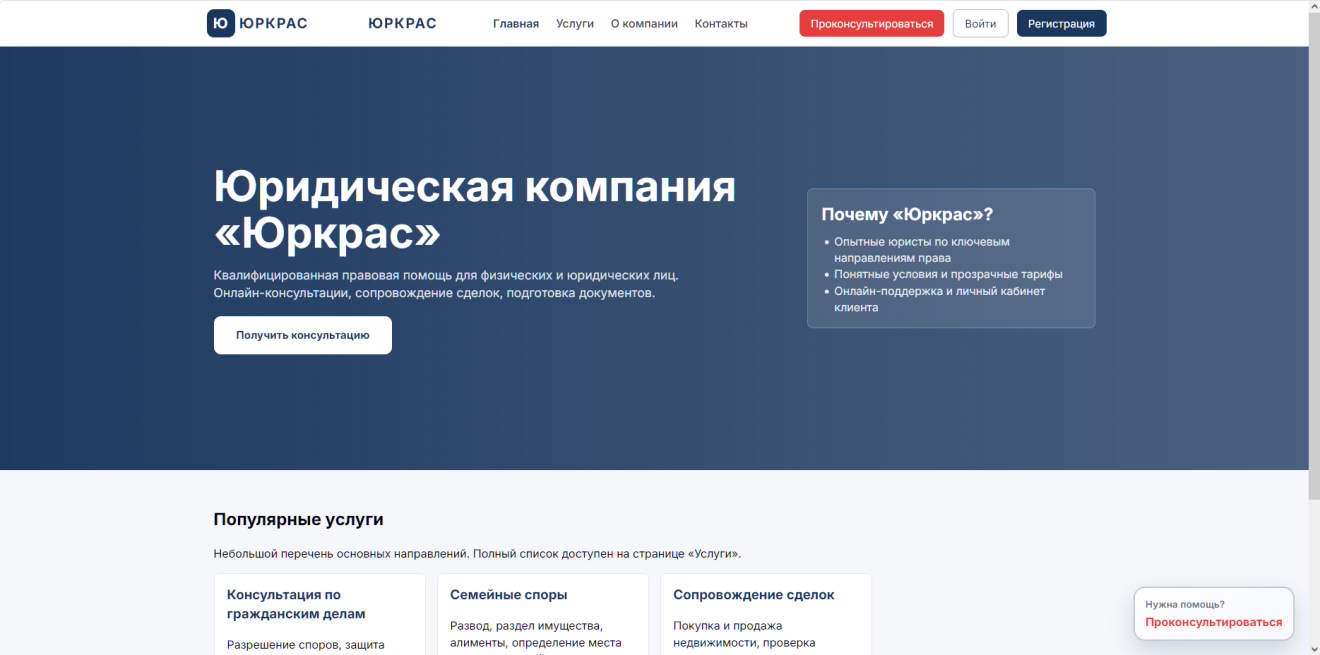 Ю ЮРКРАС ЮРКРАС Главная Услуги О компании Контакты Проконсультироваться Войти Регистрация
Юридическая компания
«Юркрас»
Квалифицированная правовая помощь для физических и юридических лиц.
Онлайн-консультации, сопровождение сделок, подготовка документов.
Получить консультацию
Почему «Юркрас»?
• Опытные юристы по ключевым
направлениям права
• Понятные условия и прозрачные тарифы
• Онлайн-поддержка и личный кабинет
клиента
Популярные услуги
Небольшой перечень основных направлений. Полный список доступен на странице «Услуги».
Консультация по
гражданским делам
Разрешение споров, защита
Семейные споры
Развод, раздел имущества,
алименты, определение места
Сопровождение сделок
Покупка и продажа
недвижимости, проверка
Нужна помощь?
Проконсультироваться